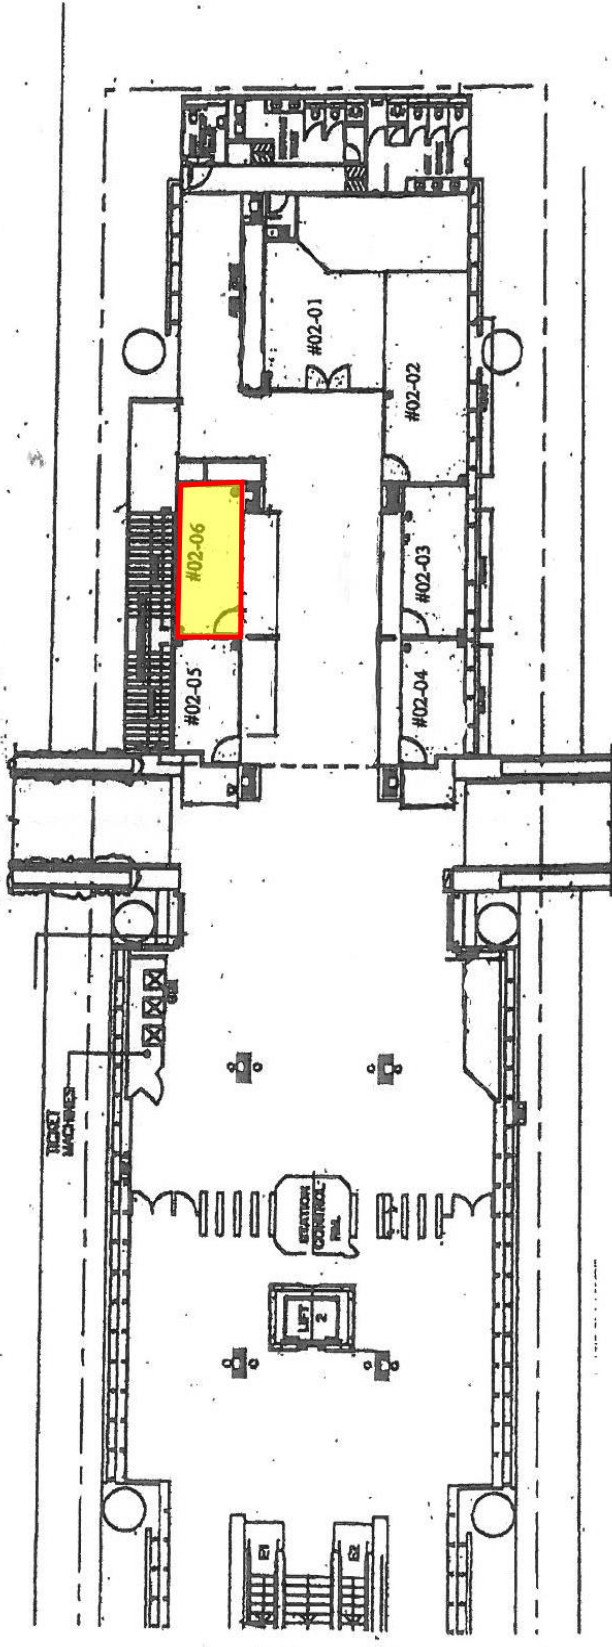 #02-01
#02-02
#02-06
#02-03
#02-05
#02-04
TICKET
MACHINES
STATION
CONTROL
RM.
LIFT
2
E1
E2